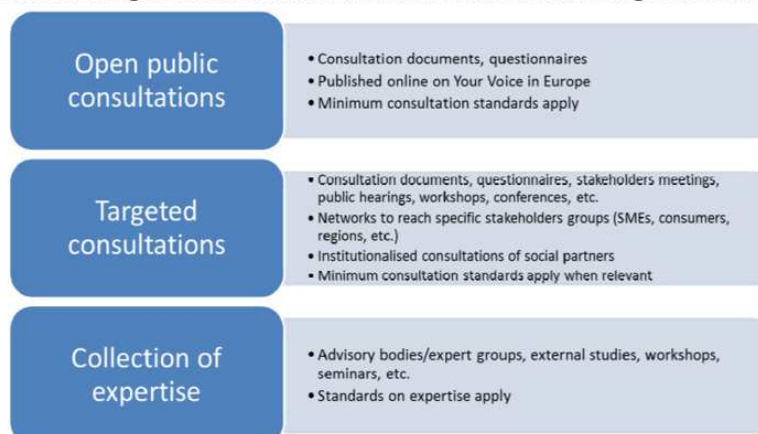 Open public
consultations
• Consultation documents, questionnaires
• Published online on Your Voice in Europe
• Minimum consultation standards apply
Targeted
consultations
• Consultation documents, questionnaires, stakeholders meetings,
public hearings, workshops, conferences, etc.
• Networks to reach specific stakeholders groups (SMEs, consumers,
regions, etc.)
• Institutionalised consultations of social partners
• Minimum consultation standards apply when relevant
Collection of
expertise
• Advisory bodies/expert groups, external studies, workshops,
seminars, etc.
• Standards on expertise apply